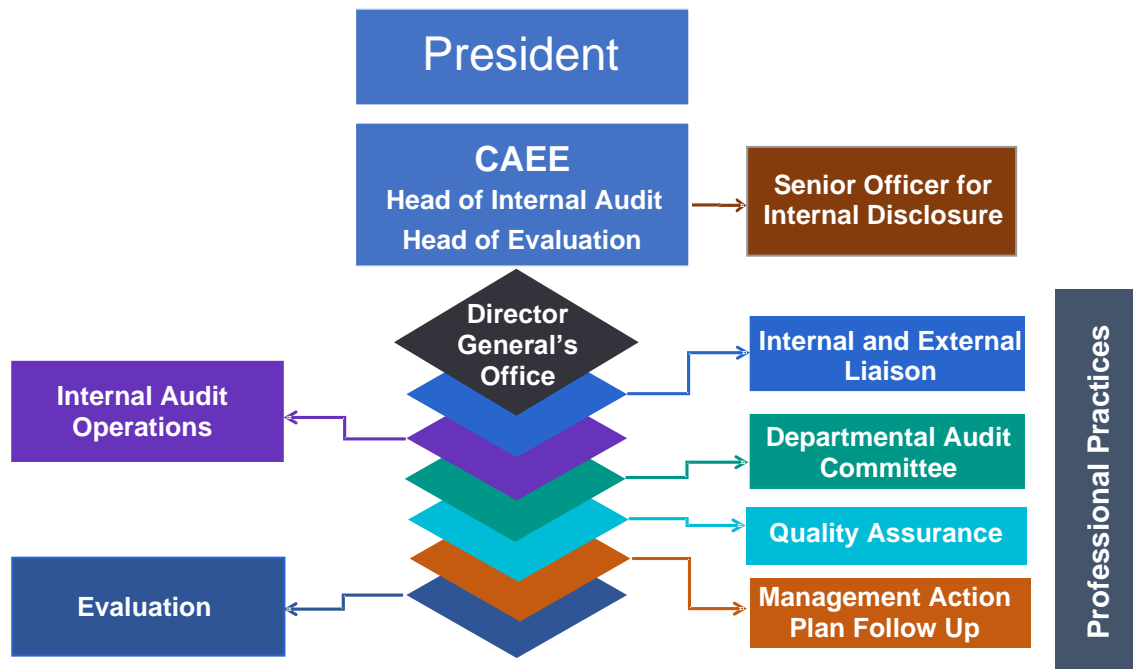 President
CAEE
Head of Internal Audit
Head of Evaluation
Senior Officer for
Internal Disclosure
Director
General’s
Office
Internal and External
Liaison
Internal Audit
Operations
Departmental Audit
Committee
Quality Assurance
Evaluation
Management Action
Plan Follow Up
Professional Practices